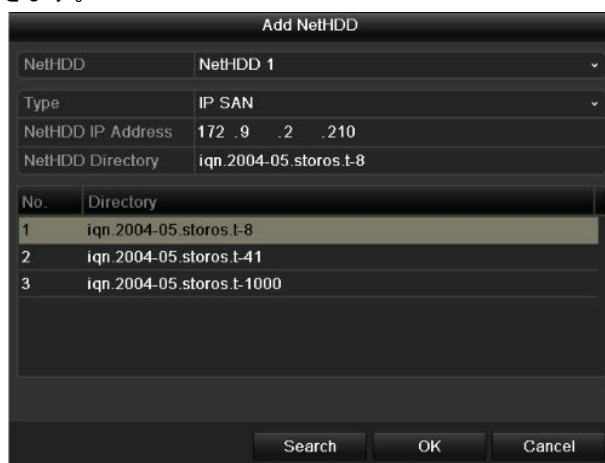 Add NetHDD
NetHDD NetHDD 1
Type IP SAN
NetHDD IP Address 172 .9 .2 .210
NetHDD Directory iqn.2004-05.storos.t-8
No. Directory
1 iqn.2004-05.storos.t-8
2 iqn.2004-05.storos.t-41
3 iqn.2004-05.storos.t-1000
Search OK Cancel